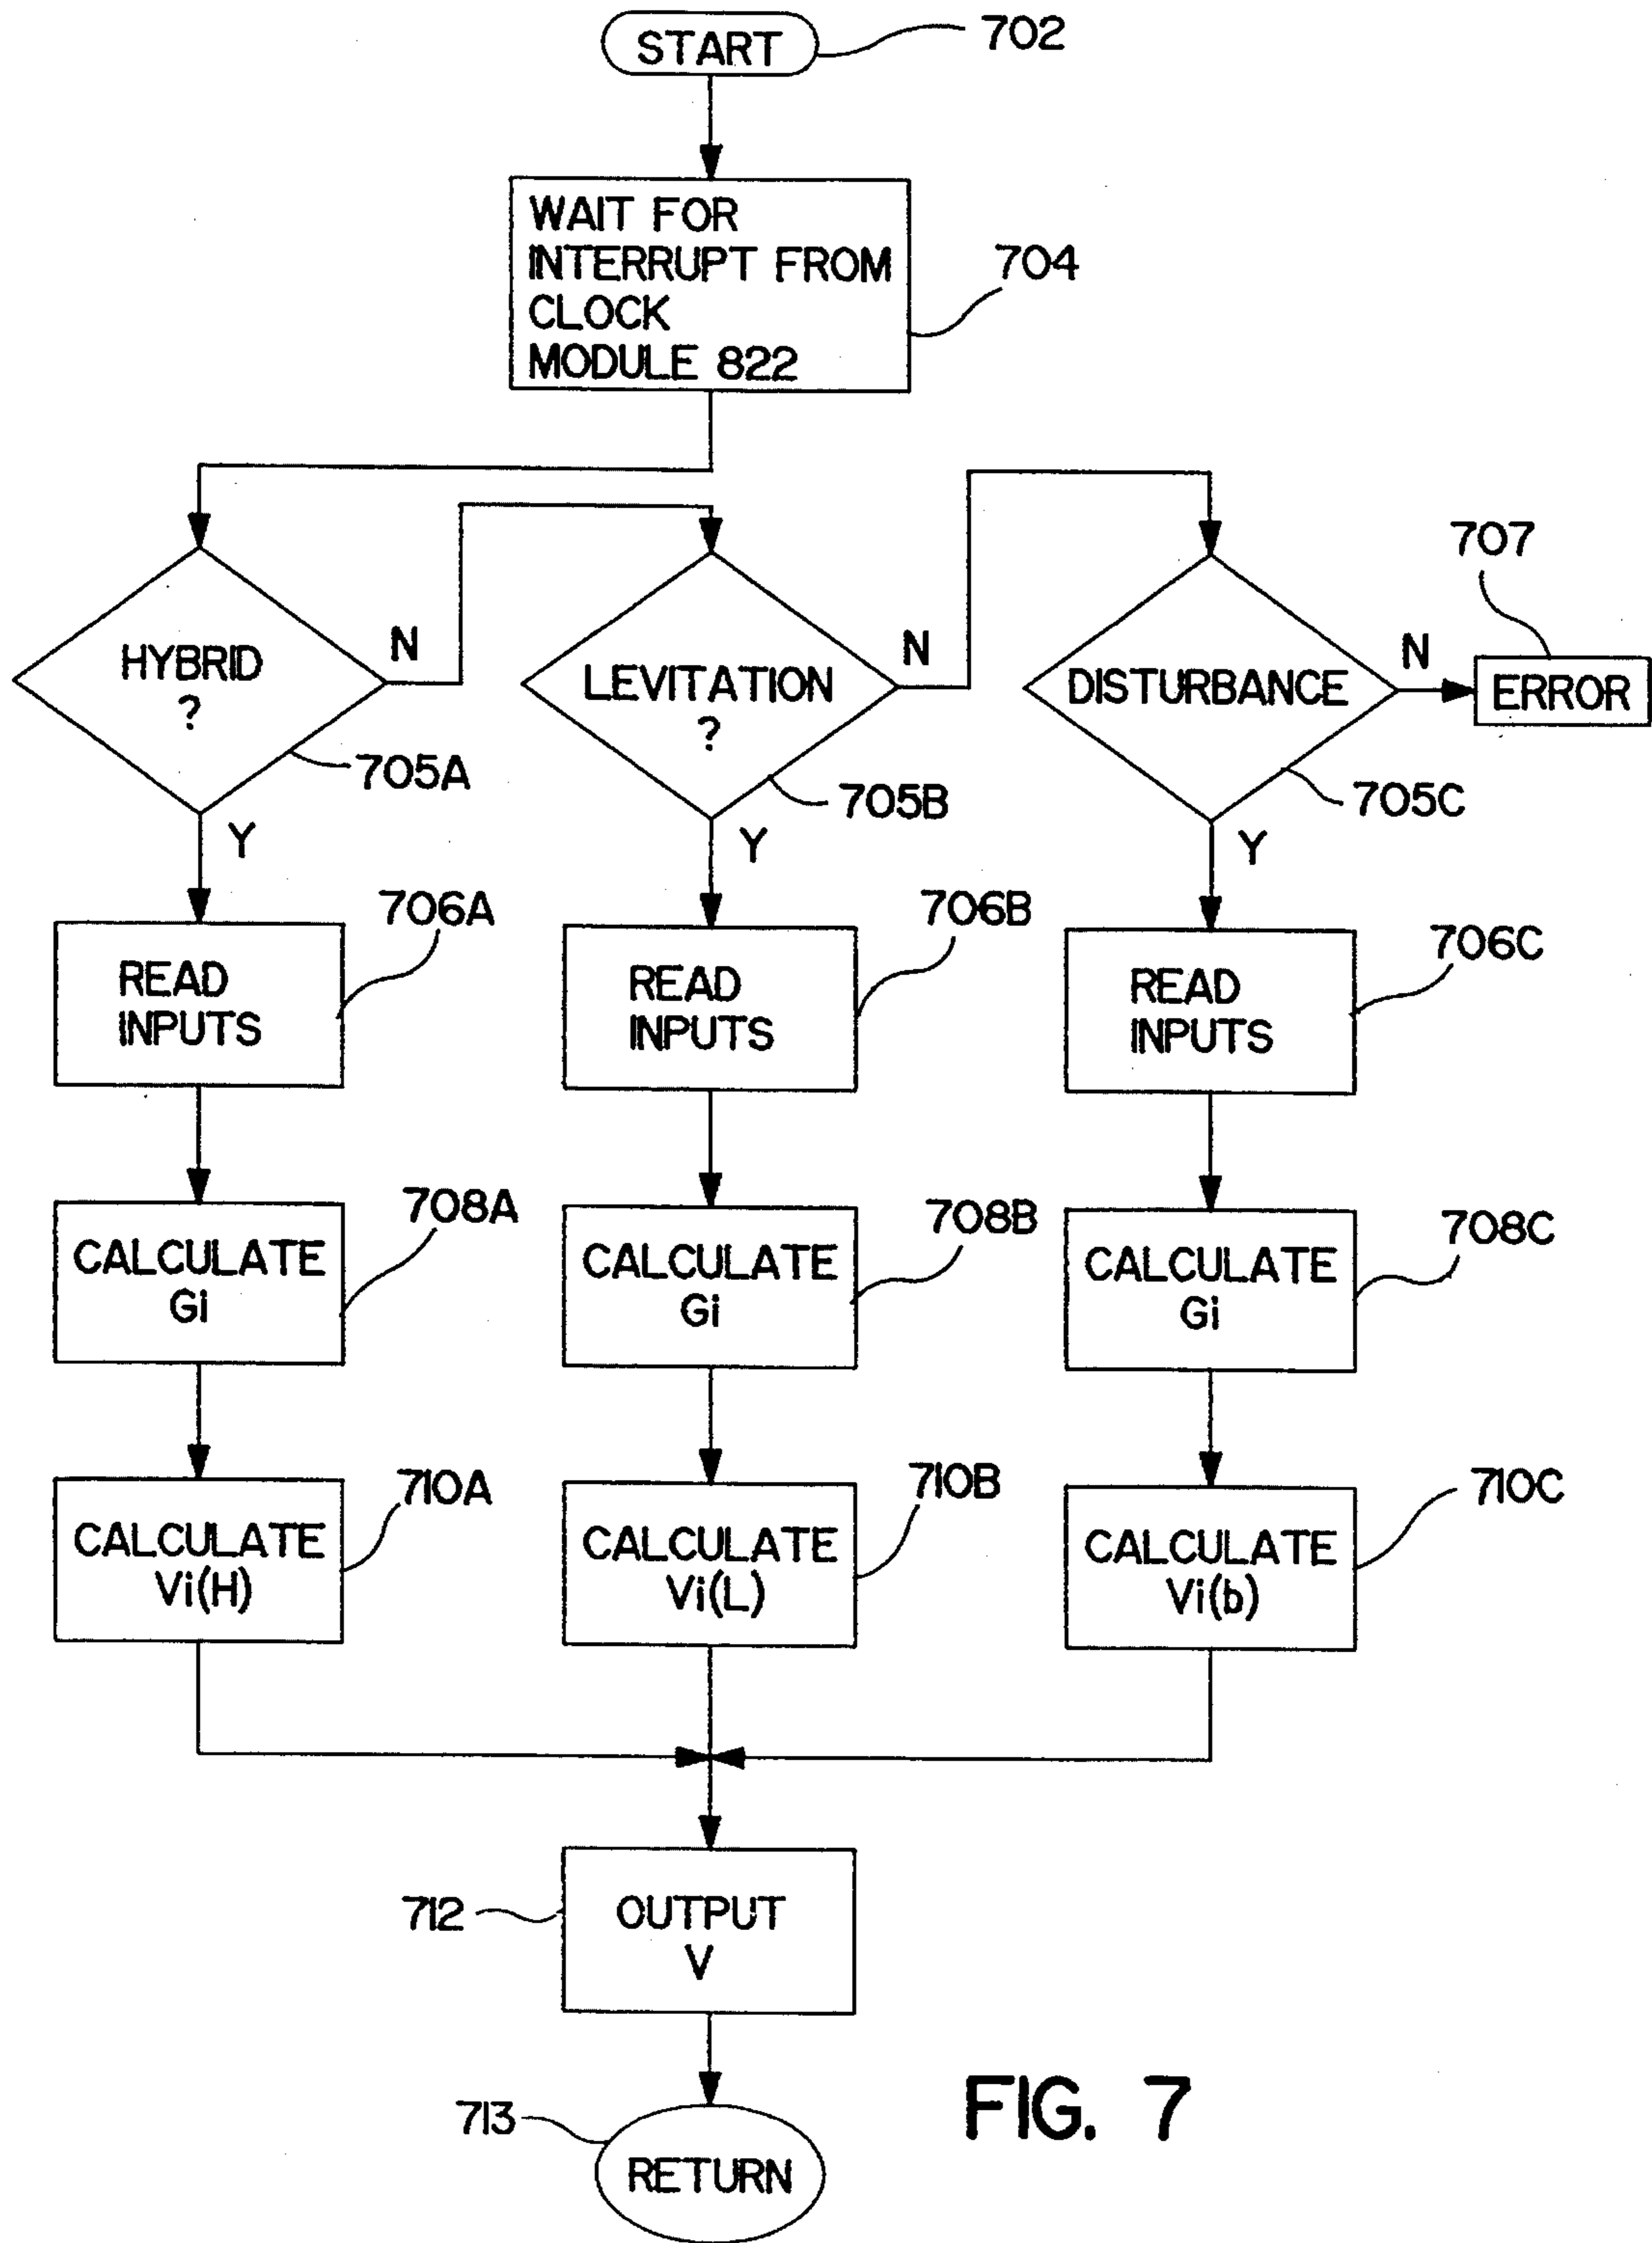 START
702
WAIT FOR
INTERRUPT FROM
CLOCK
MODULE 822
704
HYBRID
?
N
705A
Y
LEVITATION
?
N
705B
Y
DISTURBANCE
N
705C
Y
707
ERROR
READ
INPUTS
706A
READ
INPUTS
706B
READ
INPUTS
706C
CALCULATE
Gi
708A
CALCULATE
Gi
708B
CALCULATE
Gi
708C
CALCULATE
Vi(H)
710A
CALCULATE
Vi(L)
710B
CALCULATE
Vi(b)
710C
712
OUTPUT
V
713
RETURN
FIG. 7